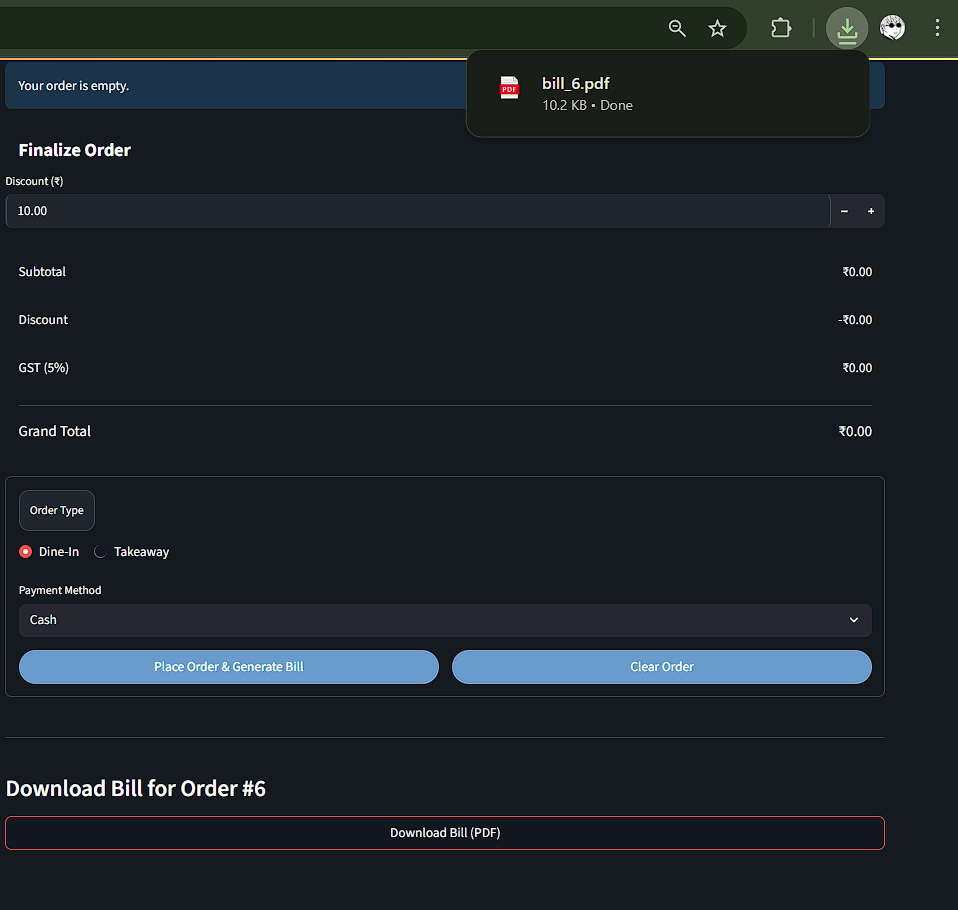 bill_6.pdf
PDF
10.2 KB • Done
Your order is empty.
Finalize Order
Discount (₹)
10.00
Subtotal ₹0.00
Discount -₹0.00
GST (5%) ₹0.00
Grand Total ₹0.00
Order Type
Dine-In Takeaway
Payment Method
Cash
Place Order & Generate Bill Clear Order
Download Bill for Order #6
Download Bill (PDF)